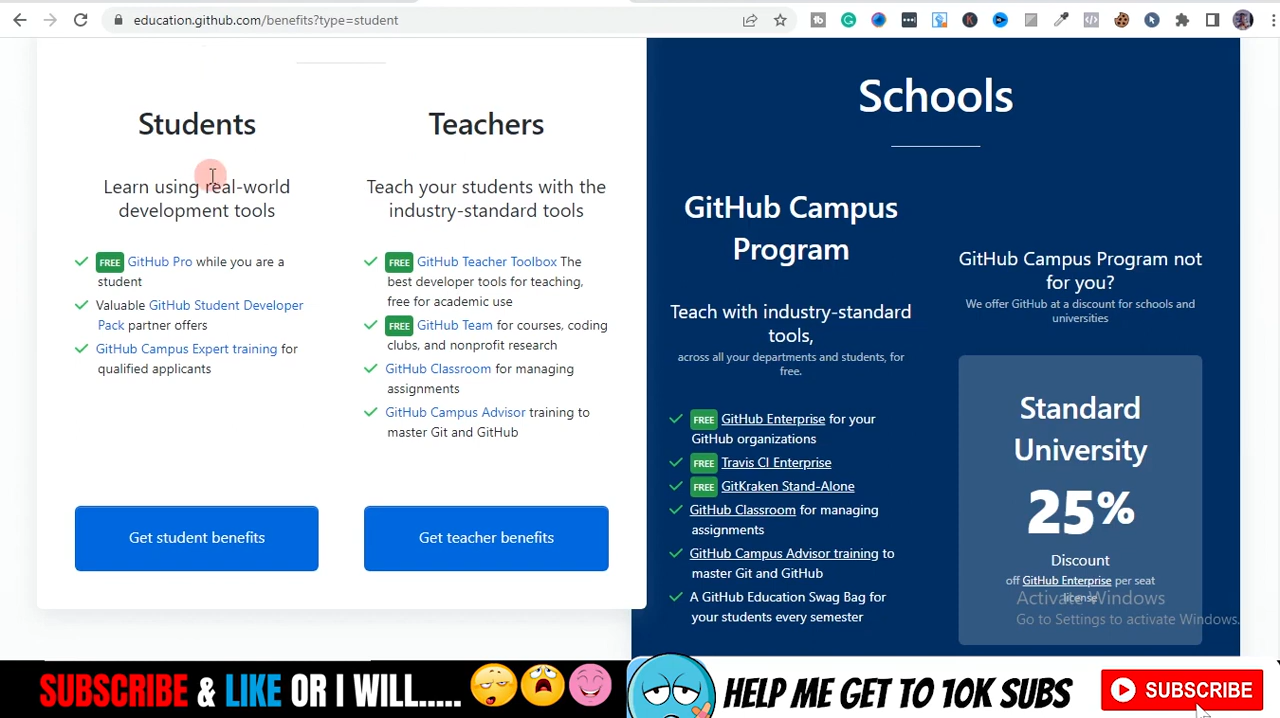 education.github.com/benefits?type=student
Students
Learn using real-world
development tools
FREE GitHub Pro while you are a
student
Valuable GitHub Student Developer
Pack partner offers
GitHub Campus Expert training for
qualified applicants
Get student benefits
Teachers
Teach your students with the
industry-standard tools
FREE GitHub Teacher Toolbox The
best developer tools for teaching,
free for academic use
FREE GitHub Team for courses, coding
clubs, and nonprofit research
GitHub Classroom for managing
assignments
GitHub Campus Advisor training to
master Git and GitHub
Get teacher benefits
Schools
GitHub Campus
Program
Teach with industry-standard
tools,
across all your departments and students, for
free.
FREE GitHub Enterprise for your
GitHub organizations
FREE Travis CI Enterprise
FREE GitKraken Stand-Alone
GitHub Classroom for managing
assignments
GitHub Campus Advisor training to
master Git and GitHub
A GitHub Education Swag Bag for
your students every semester
GitHub Campus Program not
for you?
We offer GitHub at a discount for schools and
universities
Standard
University
25%
Discount
off GitHub Enterprise per seat
license
Activate Windows
Go to Settings to activate Windows.
SUBSCRIBE & LIKE OR I WILL.....
HELP ME GET TO 10K SUBS
SUBSCRIBE